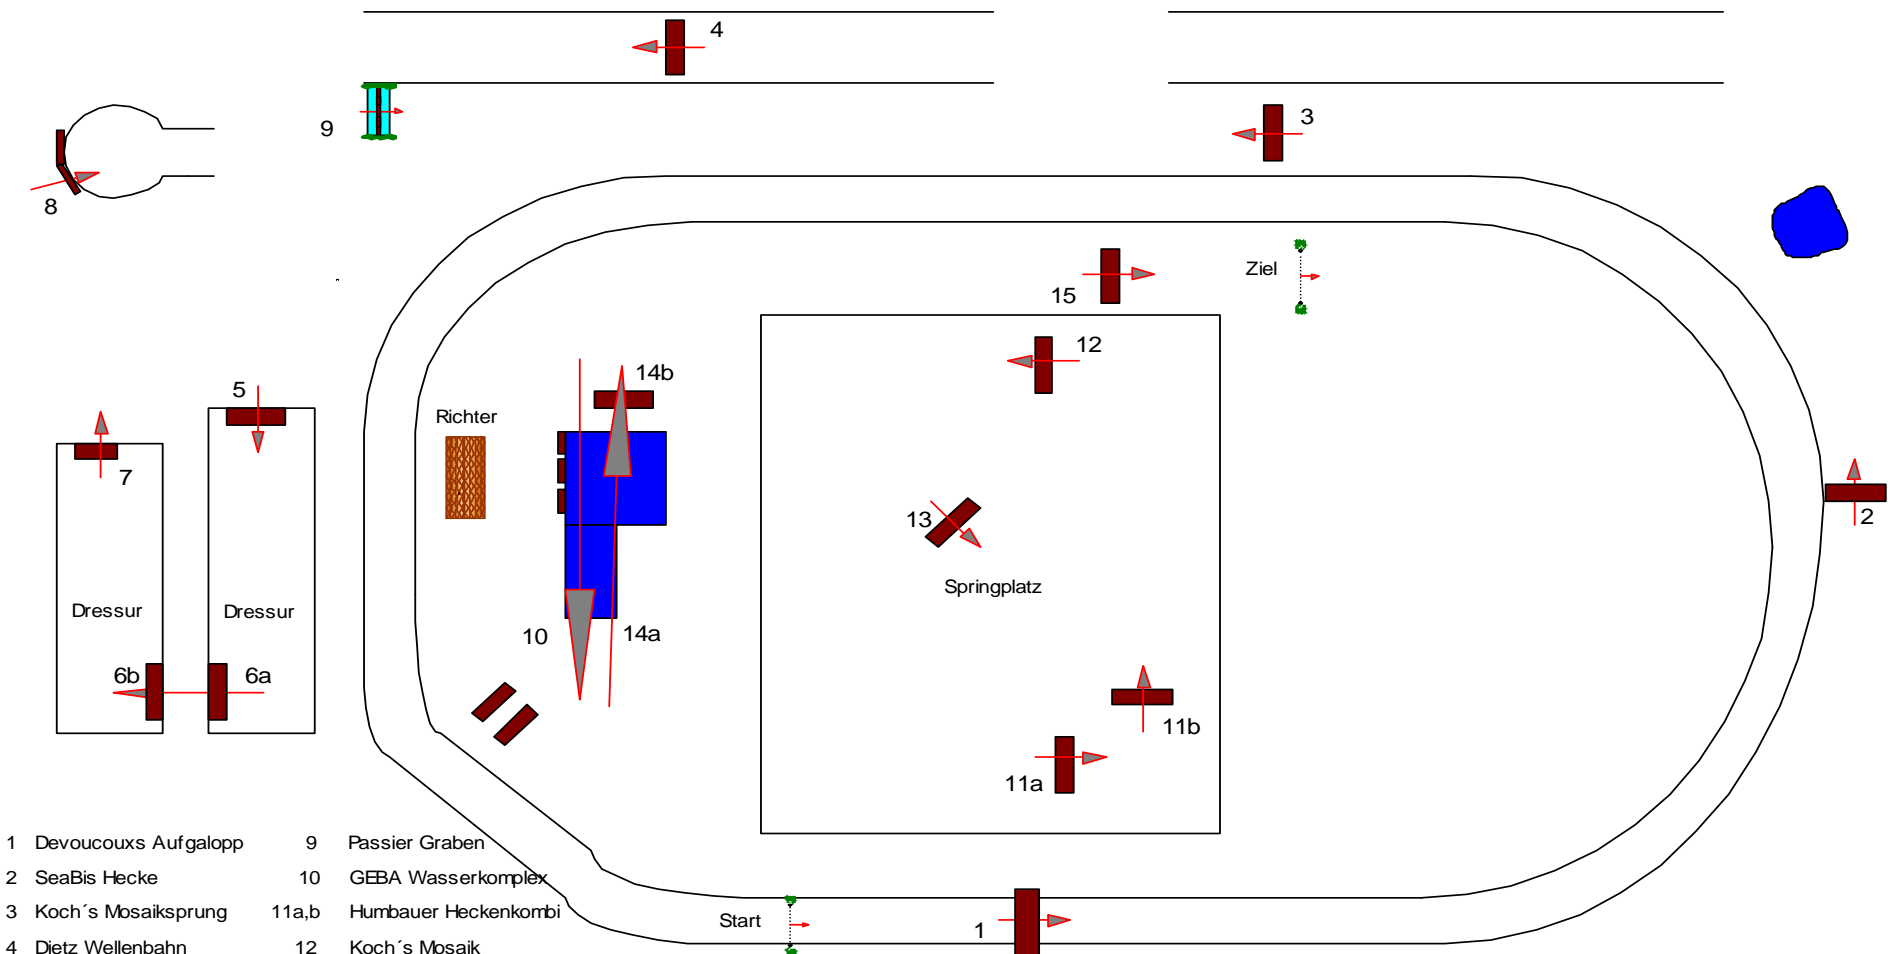 4
9
3
8
Ziel
15
12
5
14b
Richter
7
13
2
Springplatz
Dressur
Dressur
10
14a
6b
6a
11b
11a
1 Devoucouxs Aufgalopp 9 Passier Graben
2 SeaBis Hecke 10 GEBA Wasserkomplex
3 Koch´s Mosaiksprung 11a,b Humbauer Heckenkombi
Start
1
4 Dietz Wellenbahn 12 Koch´s Mosaik